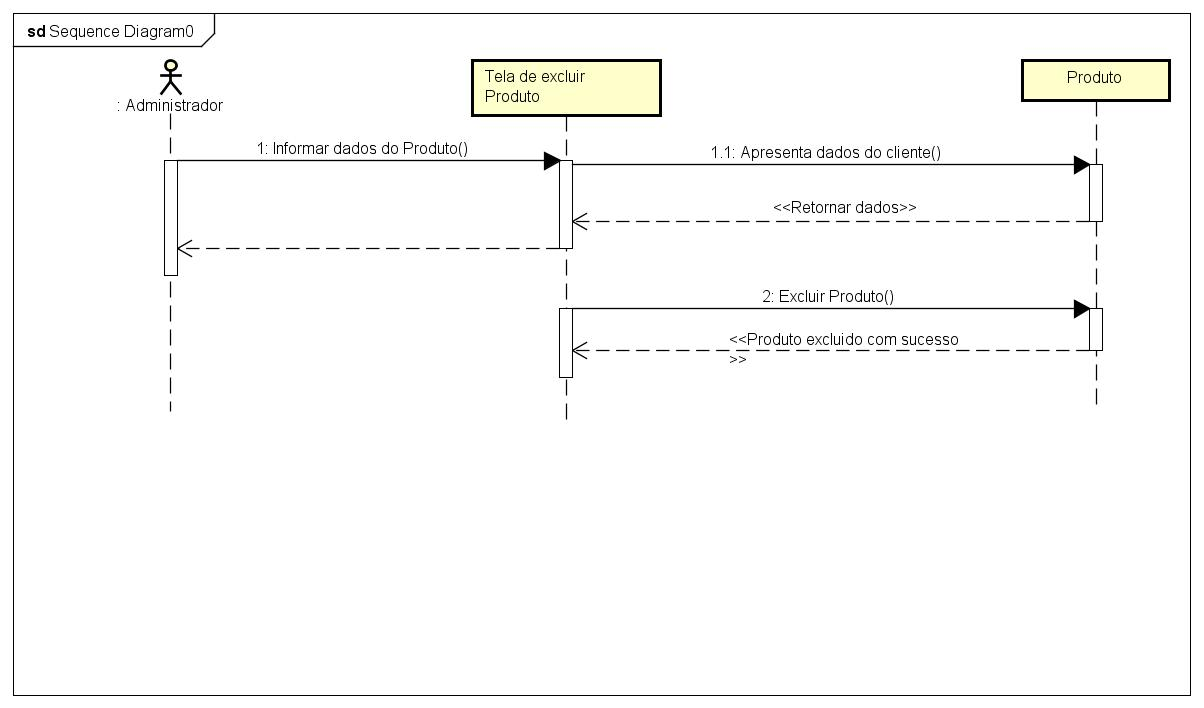 sd Sequence Diagram0
: Administrador
Tela de excluir
Produto
Produto
1: Informar dados do Produto()
1.1: Apresenta dados do cliente()
<<Retornar dados>>
2: Excluir Produto()
<<Produto excluido com sucesso
>>